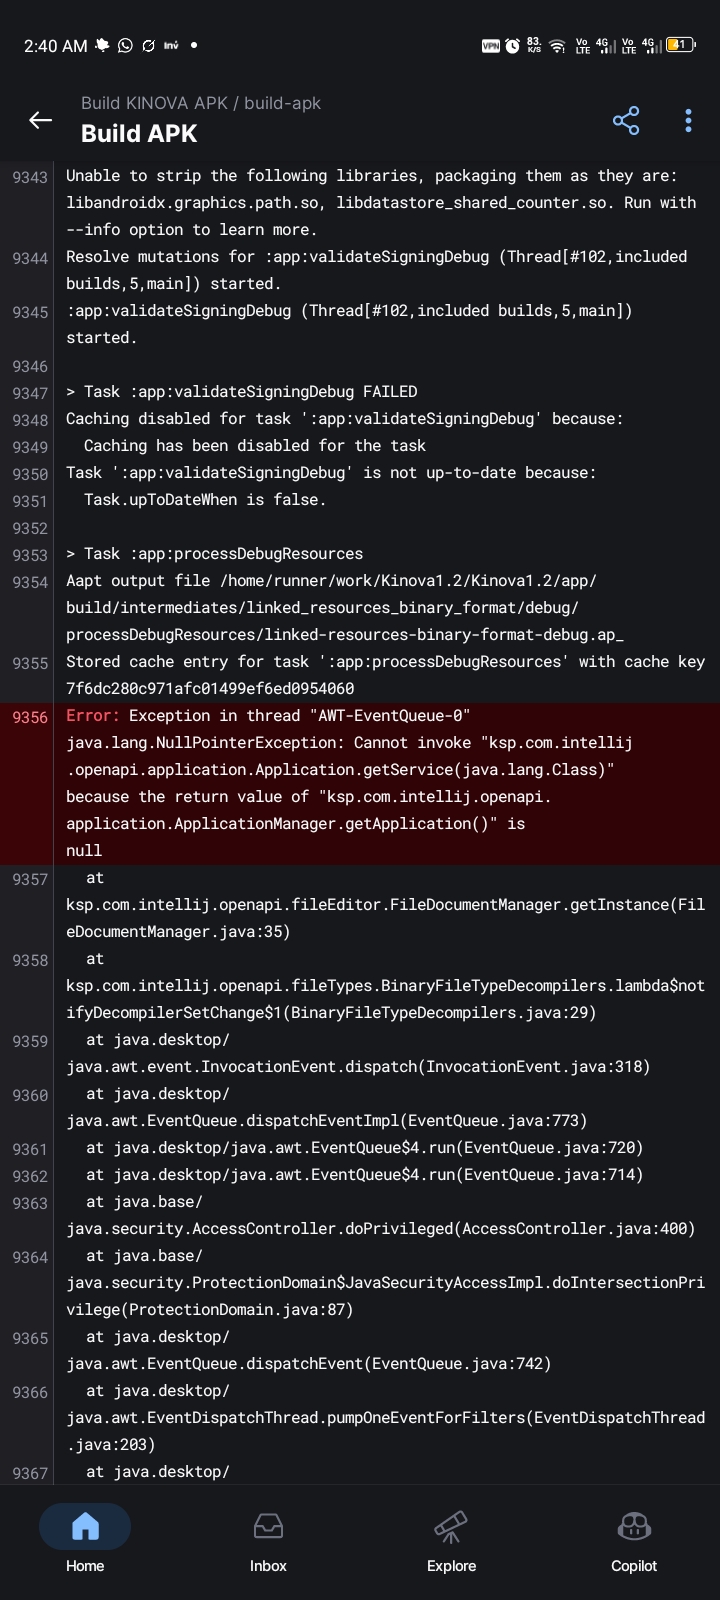 2:40 AM
VPN 83. K/S Vo LTE 4G Vo LTE 4G 41
Build KINOVA APK / build-apk
Build APK
9343 Unable to strip the following libraries, packaging them as they are:
libandroidx.graphics.path.so, libdatastore_shared_counter.so. Run with
--info option to learn more.
9344 Resolve mutations for :app:validateSigningDebug (Thread[#102,included
builds,5,main]) started.
9345 :app:validateSigningDebug (Thread[#102,included builds,5,main])
started.
9346
9347 > Task :app:validateSigningDebug FAILED
9348 Caching disabled for task ':app:validateSigningDebug' because:
9349 Caching has been disabled for the task
9350 Task ':app:validateSigningDebug' is not up-to-date because:
9351 Task.upToDateWhen is false.
9352
9353 > Task :app:processDebugResources
9354 Aapt output file /home/runner/work/Kinova1.2/Kinova1.2/app/
build/intermediates/linked_resources_binary_format/debug/
processDebugResources/linked-resources-binary-format-debug.ap_
9355 Stored cache entry for task ':app:processDebugResources' with cache key
7f6dc280c971afc01499ef6ed0954060
9356 Error: Exception in thread "AWT-EventQueue-0"
java.lang.NullPointerException: Cannot invoke "ksp.com.intellij
.openapi.application.Application.getService(java.lang.Class)"
because the return value of "ksp.com.intellij.openapi.
application.ApplicationManager.getApplication()" is
null
9357 at
ksp.com.intellij.openapi.fileEditor.FileDocumentManager.getInstance(Fil
eDocumentManager.java:35)
9358 at
ksp.com.intellij.openapi.fileTypes.BinaryFileTypeDecompilers.lambda$not
ifyDecompilerSetChange$1(BinaryFileTypeDecompilers.java:29)
9359 at java.desktop/
java.awt.event.InvocationEvent.dispatch(InvocationEvent.java:318)
9360 at java.desktop/
java.awt.EventQueue.dispatchEventImpl(EventQueue.java:773)
9361 at java.desktop/java.awt.EventQueue$4.run(EventQueue.java:720)
9362 at java.desktop/java.awt.EventQueue$4.run(EventQueue.java:714)
9363 at java.base/
java.security.AccessController.doPrivileged(AccessController.java:400)
9364 at java.base/
java.security.ProtectionDomain$JavaSecurityAccessImpl.doIntersectionPri
vilege(ProtectionDomain.java:87)
9365 at java.desktop/
java.awt.EventQueue.dispatchEvent(EventQueue.java:742)
9366 at java.desktop/
java.awt.EventDispatchThread.pumpOneEventForFilters(EventDispatchThread
.java:203)
9367 at java.desktop/
Home
Inbox
Explore
Copilot